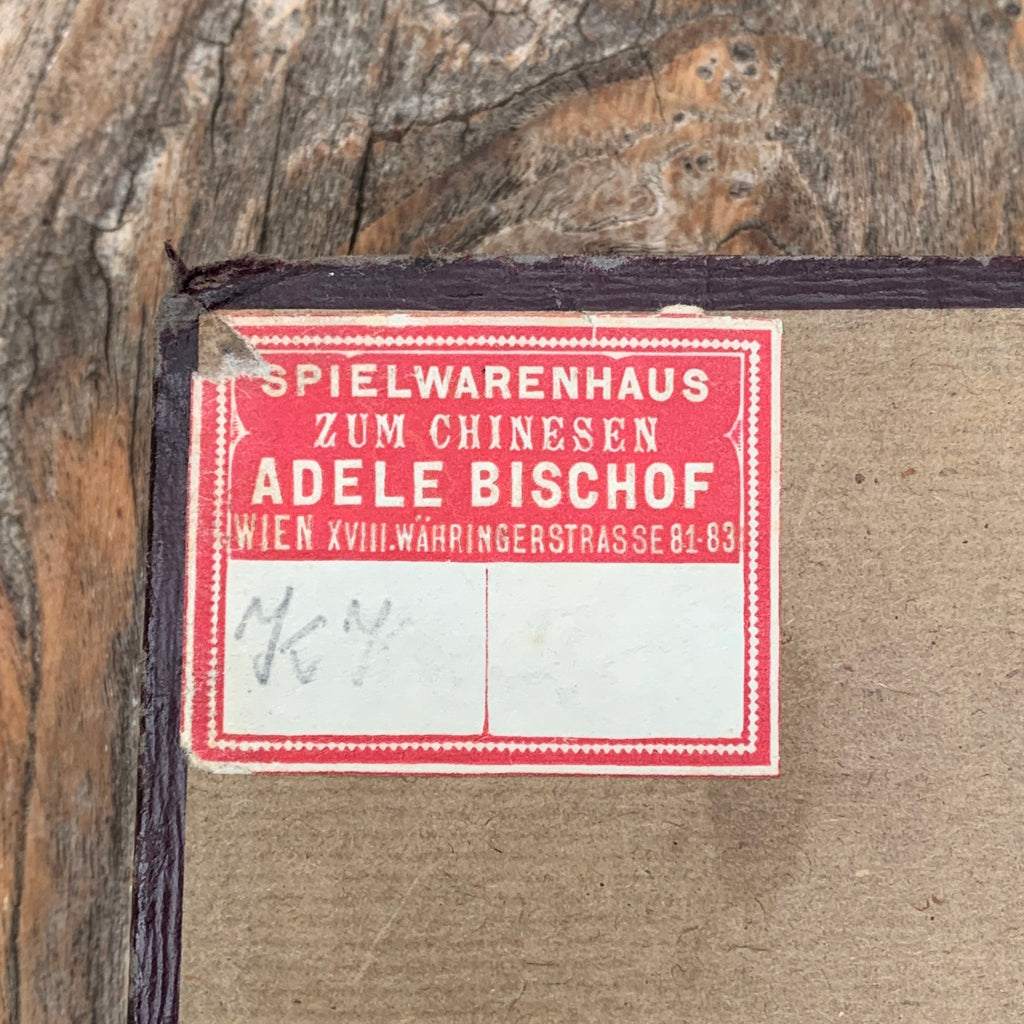 SPIELWARENHAUS
ZUM CHINESEN
ADELE BISCHOF
WIEN XVIII. WÄHRINGERSTRASSE 81-83